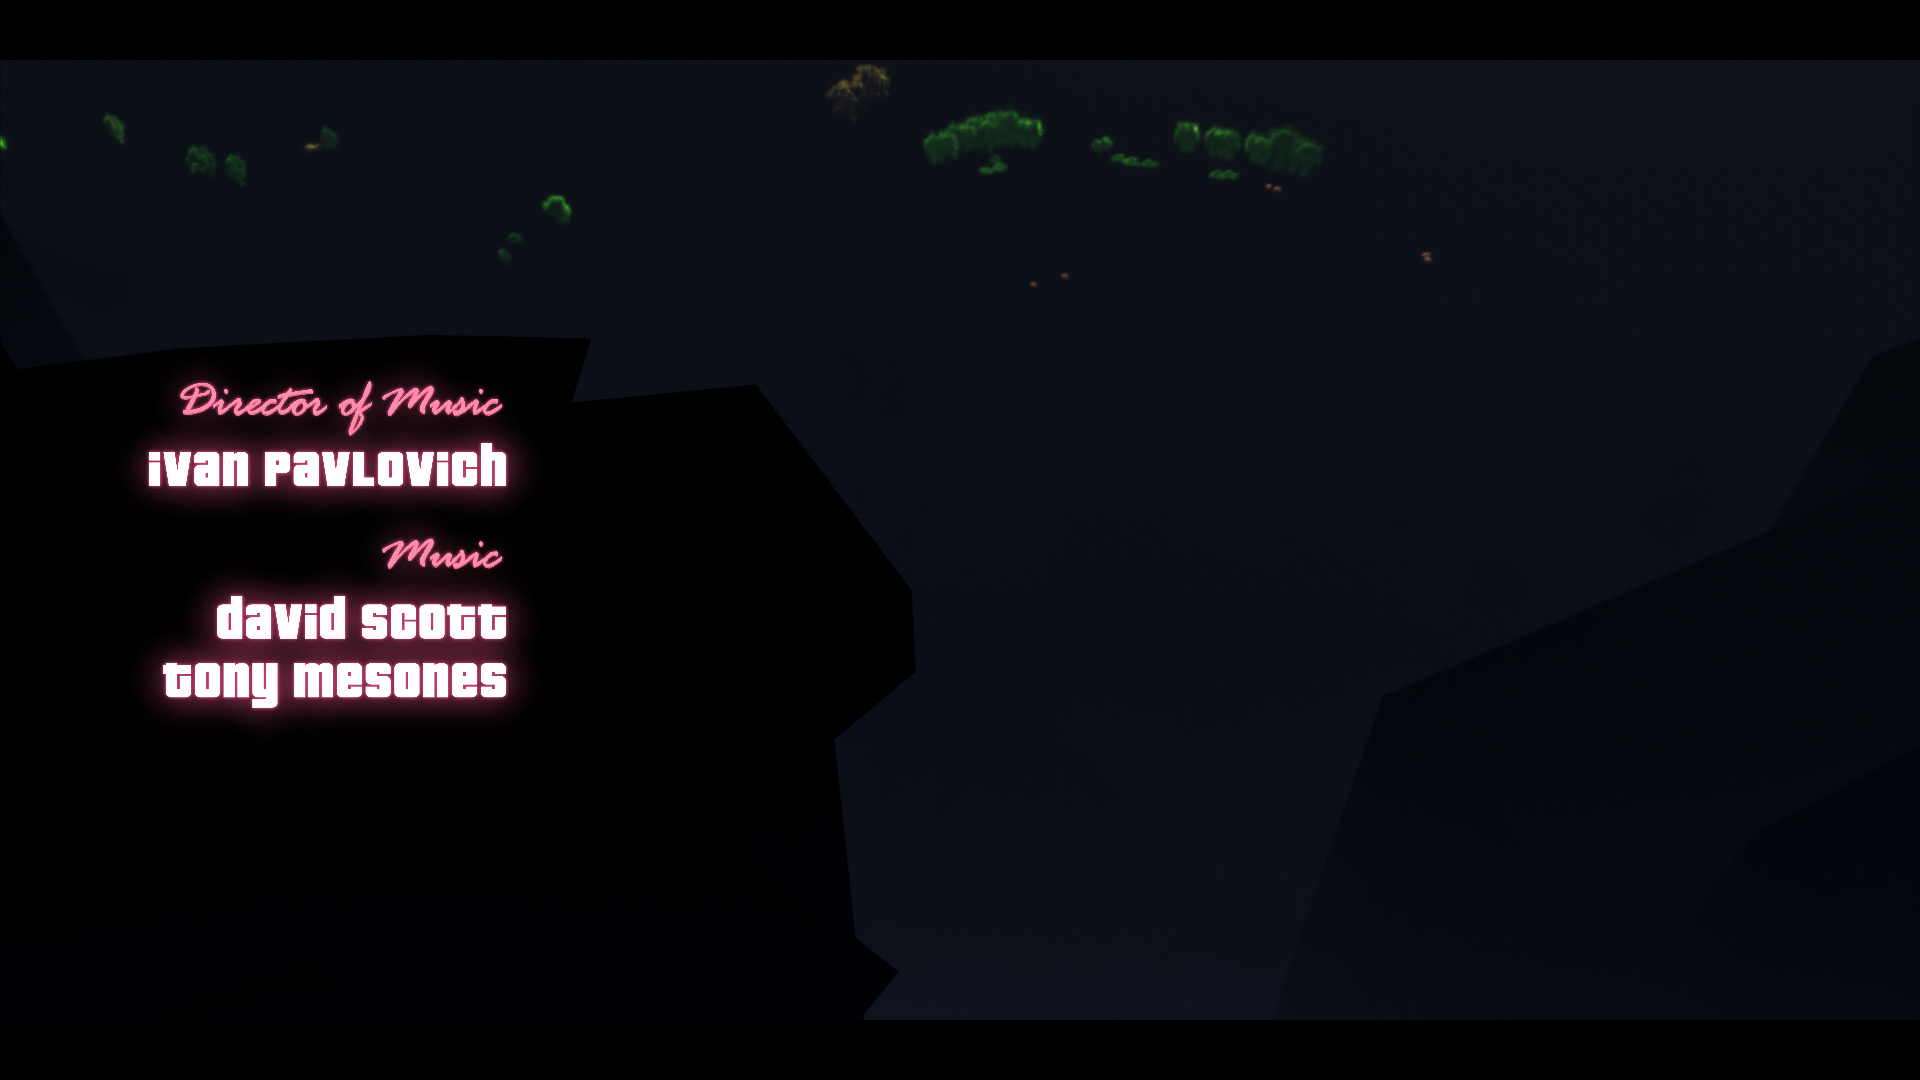 Director of Music
ivan pavlovich
Music
david scott
tony mesones